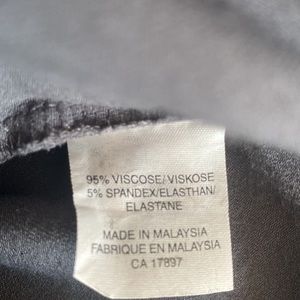 95% VISCOSE/VISKOSE
5% SPANDEX/ELASTHAN/
ELASTANE
MADE IN MALAYSIA
FABRIQUE EN MALAYSIA
CA 17897